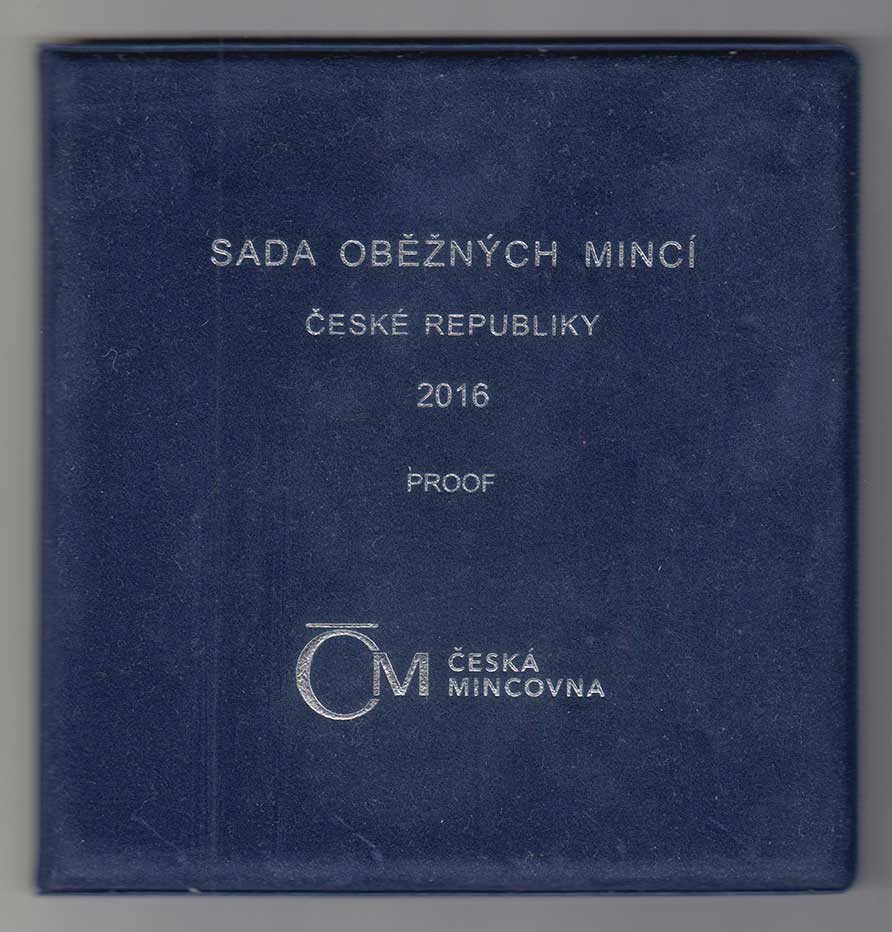 SADA OBĚŽNÝCH MINCÍ
ČESKÉ REPUBLIKY
2016
PROOF
ČM ČESKÁ
MINCOVNA